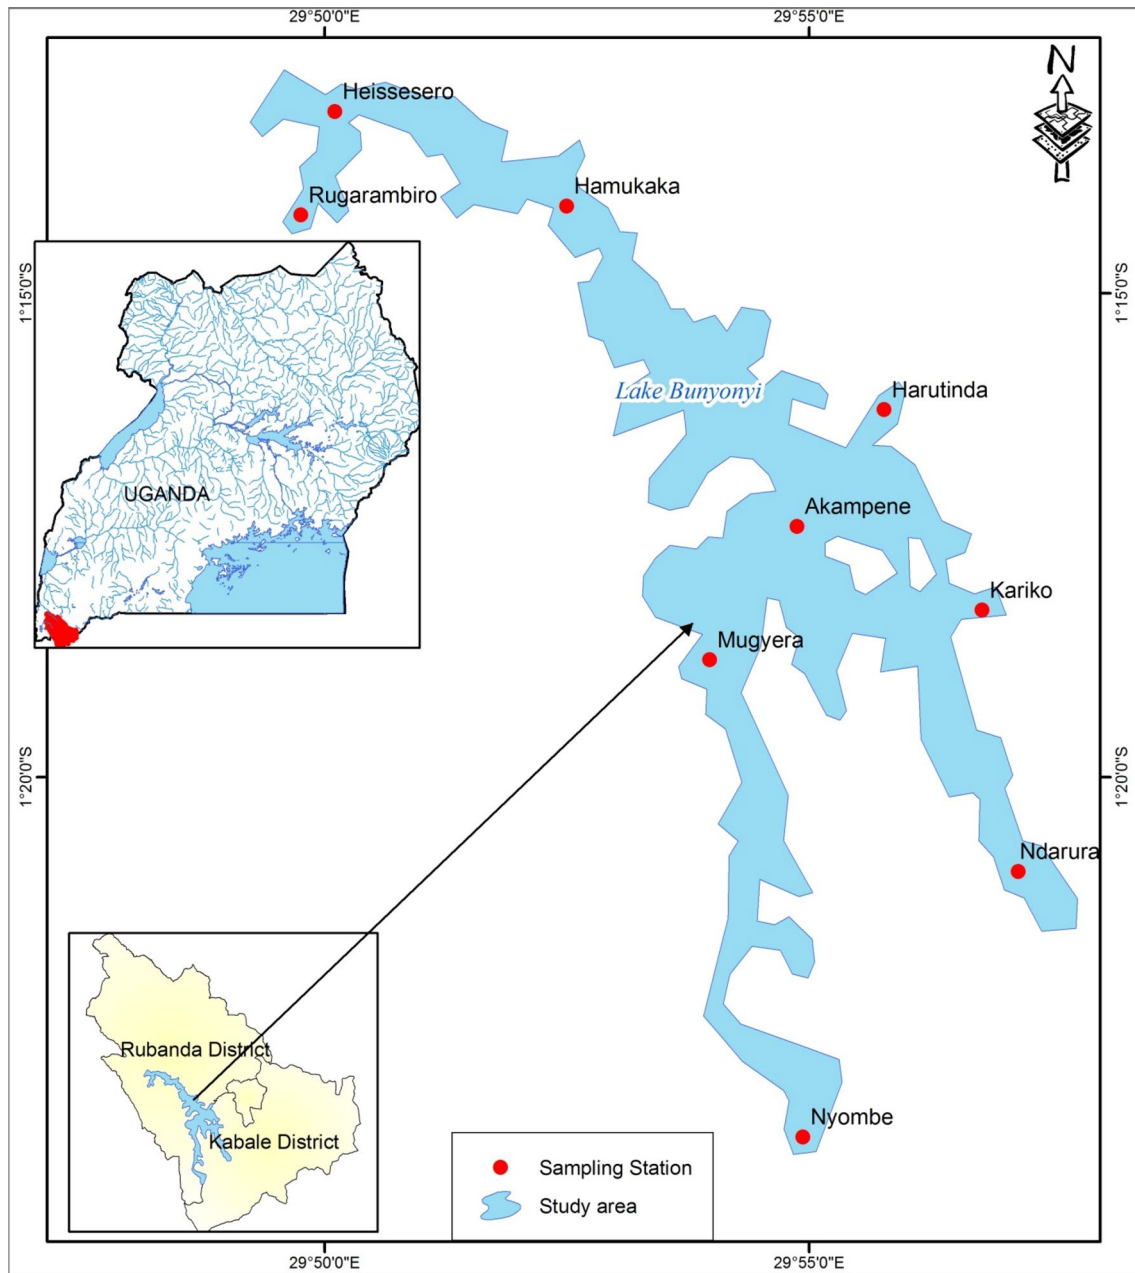 29°50'0"E
29°55'0"E
N
Heissesero
Rugarambiro
Hamukaka
1°15'0"S
1°15'0"S
Lake Bunyonyi
Harutinda
UGANDA
Akampene
Kariko
Mugyera
1°20'0"S
1°20'0"S
Ndarura
Rubanda District
Kabale District
Nyombe
Sampling Station
Study area
29°50'0"E
29°55'0"E